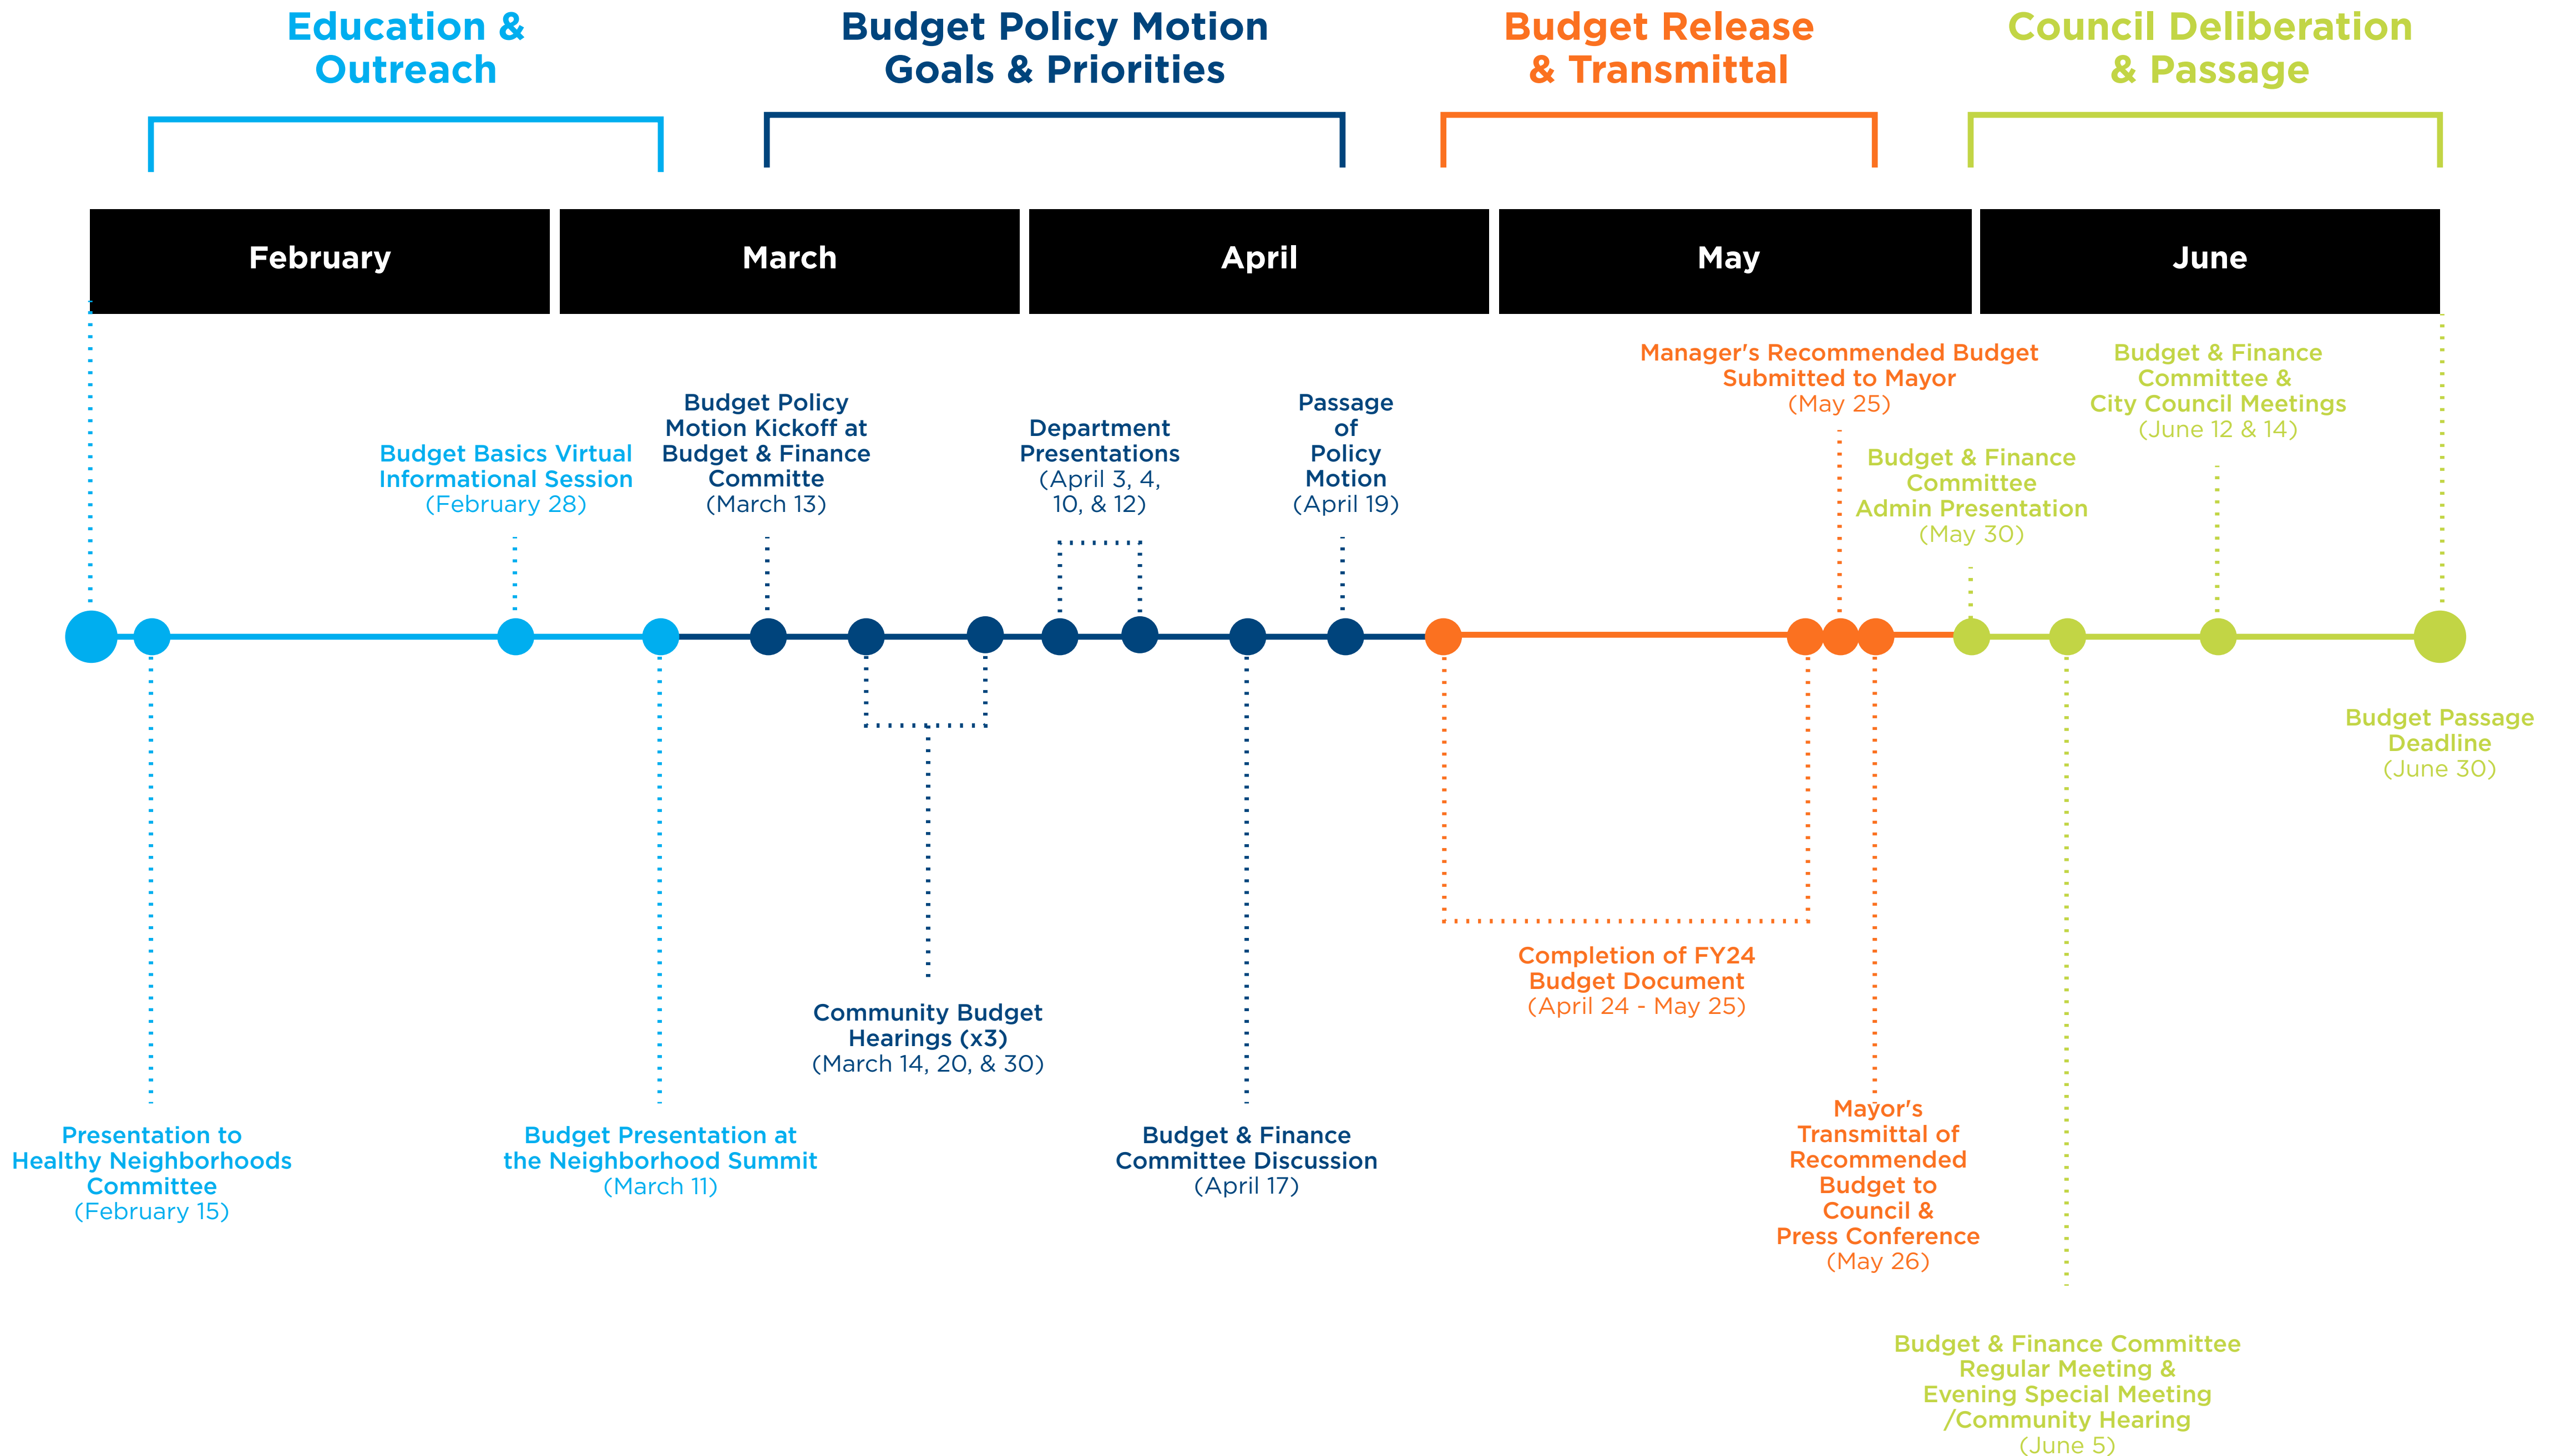 Education &
Outreach
Budget Policy Motion
Goals & Priorities
Budget Release
& Transmittal
Council Deliberation
& Passage
February
March
April
May
June
Budget Basics Virtual
Informational Session
(February 28)
Budget Policy
Motion Kickoff at
Budget & Finance
Committe
(March 13)
Department
Presentations
(April 3, 4,
10, & 12)
Passage
of
Policy
Motion
(April 19)
Manager's Recommended Budget
Submitted to Mayor
(May 25)
Budget & Finance
Committee
Admin Presentation
(May 30)
Budget & Finance
Committee &
City Council Meetings
(June 12 & 14)
Budget Passage
Deadline
(June 30)
Presentation to
Healthy Neighborhoods
Committee
(February 15)
Budget Presentation at
the Neighborhood Summit
(March 11)
Community Budget
Hearings (x3)
(March 14, 20, & 30)
Budget & Finance
Committee Discussion
(April 17)
Completion of FY24
Budget Document
(April 24 - May 25)
Mayor's
Transmittal of
Recommended
Budget to
Council &
Press Conference
(May 26)
Budget & Finance Committee
Regular Meeting &
Evening Special Meeting
/Community Hearing
(June 5)